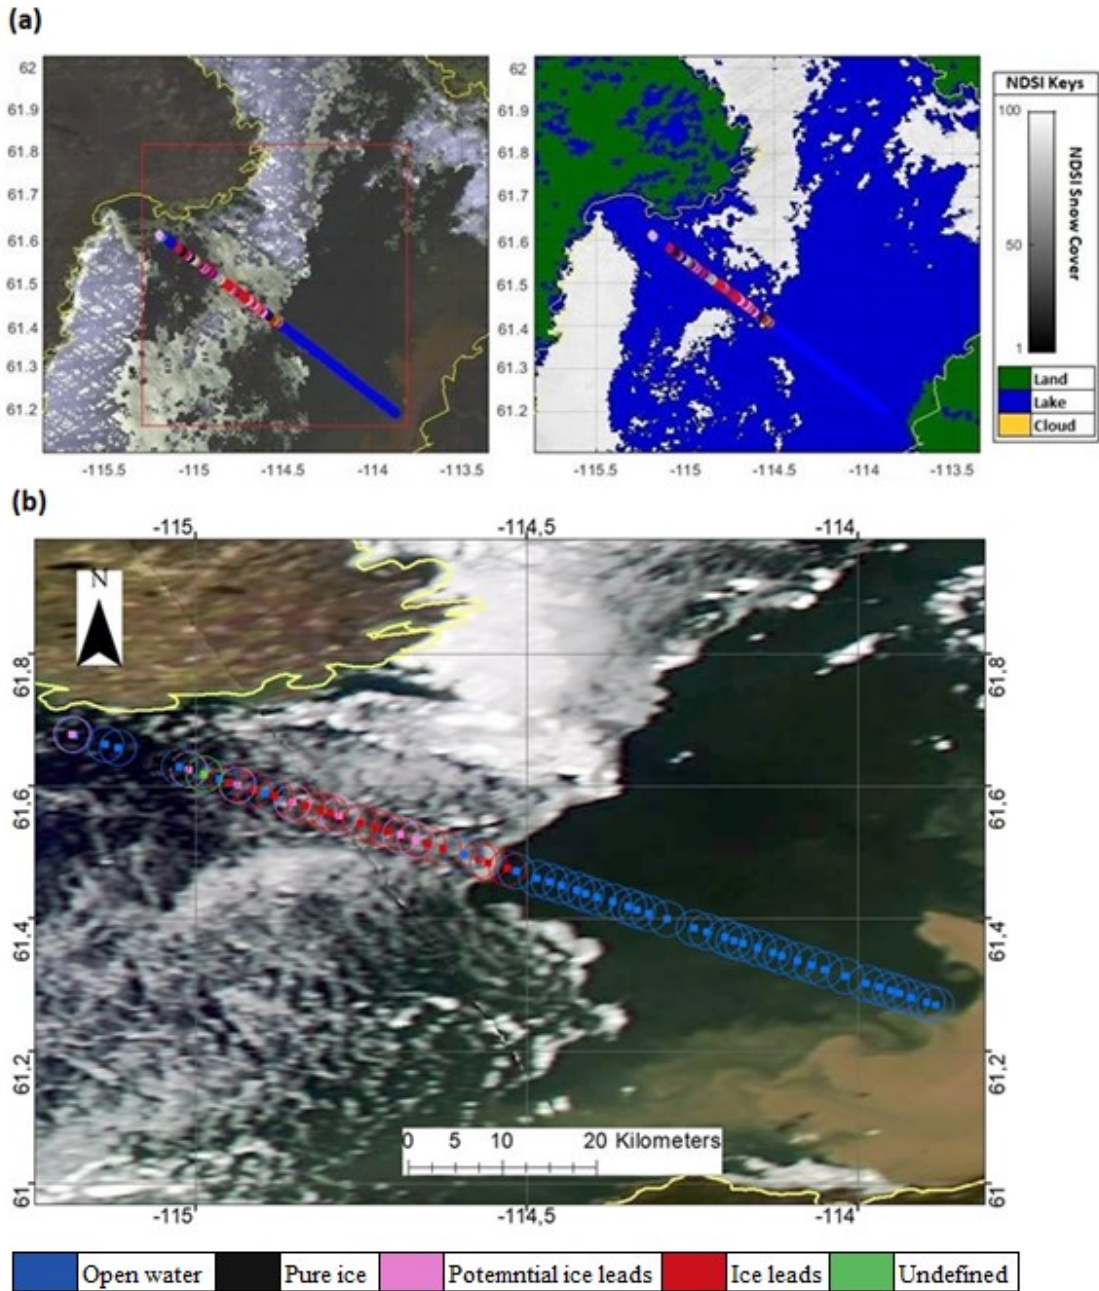 (a)
62
61.9
61.8
61.7
61.6
61.5
61.4
61.3
61.2
-115.5 -115 -114.5 -114 -113.5
62
61.9
61.8
61.7
61.6
61.5
61.4
61.3
61.2
-115.5 -115 -114.5 -114 -113.5
NDSI Keys
100
50
1
NDSI Snow Cover
Land
Lake
Cloud
(b)
-115 -114,5 -114
N
61,8 61,8
61,6 61,6
61,4 61,4
61,2 61,2
61 61
0 5 10 20 Kilometers
-115 -114,5 -114
Open water Pure ice Potemntial ice leads Ice leads Undefined